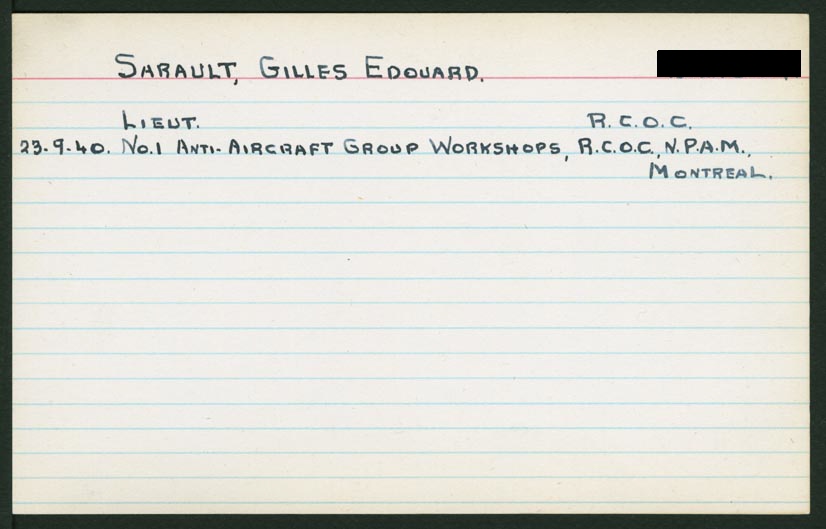 SARAULT, GILLES EDOUARD.
LIEUT. R.C.O.C.
23-9-40. NO.1 ANTI-AIRCRAFT GROUP WORKSHOPS, R.C.O.C., N.P.A.M.,
MONTREAL.